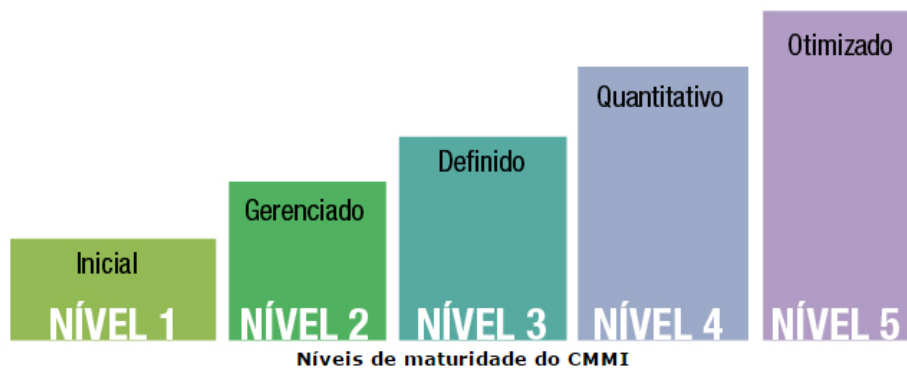 Inicial
NÍVEL 1
Gerenciado
NÍVEL 2
Definido
NÍVEL 3
Quantitativo
NÍVEL 4
Otimizado
NÍVEL 5
Níveis de maturidade do CMMI